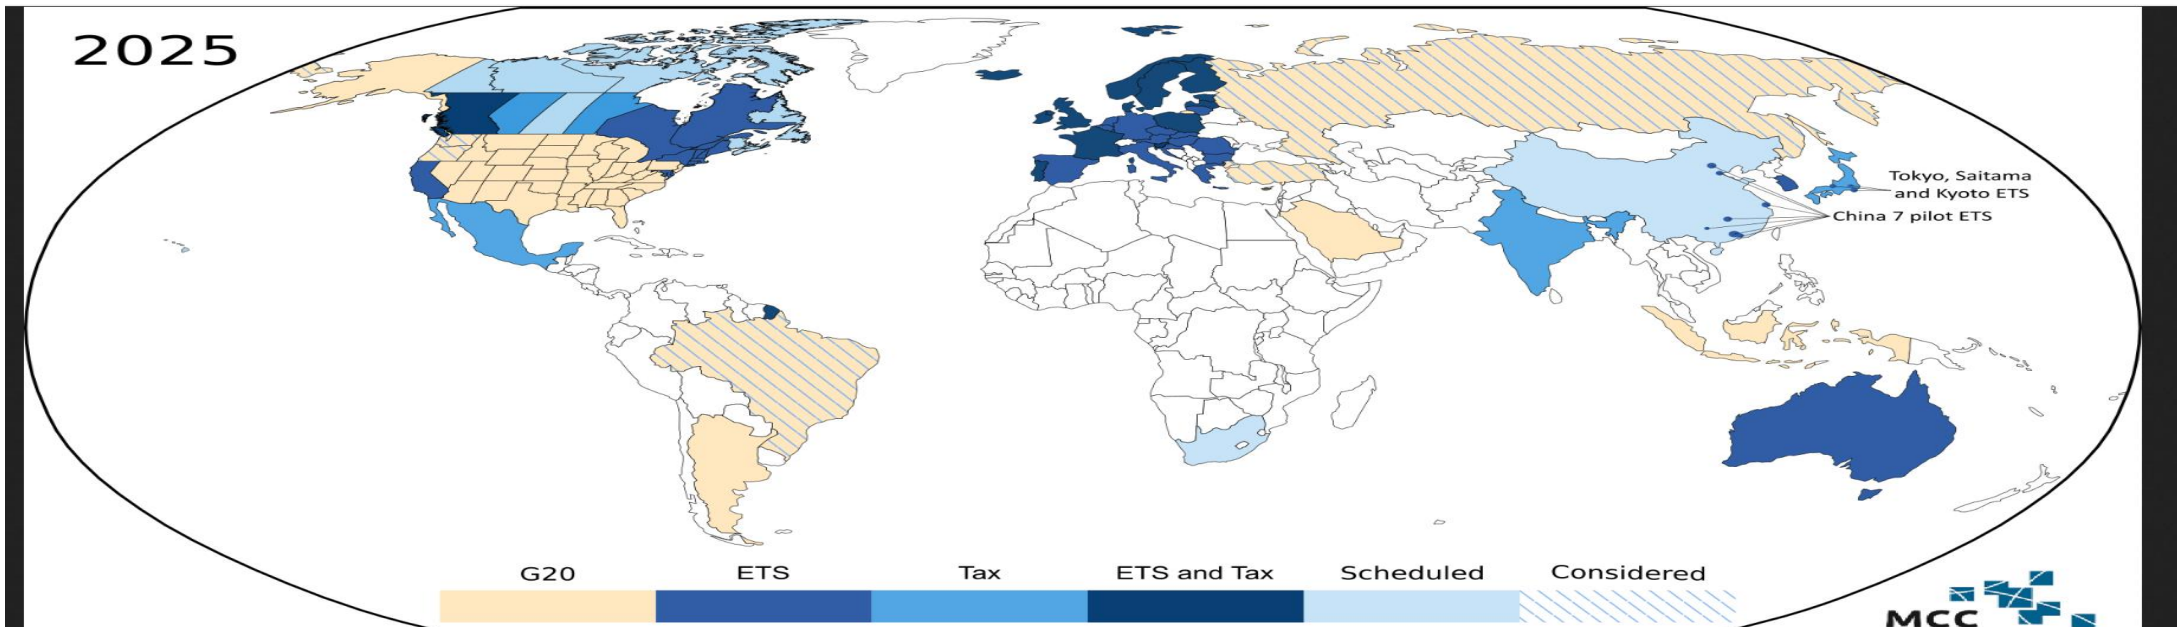 2025
Tokyo, Saitama
and Kyoto ETS
China 7 pilot ETS
G20
ETS
Tax
ETS and Tax
Scheduled
Considered
MCC